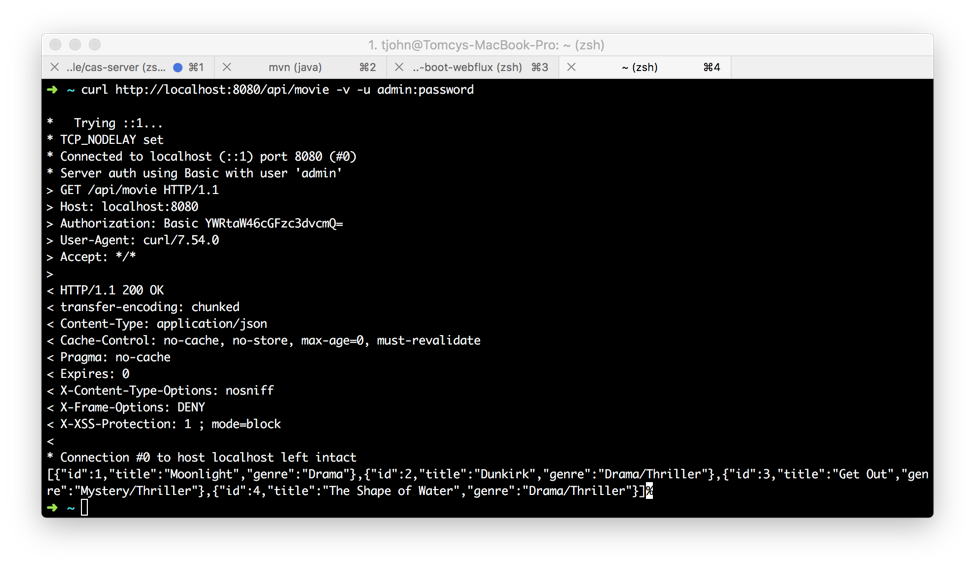 1. tjohn@Tomcys-MacBook-Pro: ~ (zsh)
..le/cas-server (zs... ⌘1 mvn (java) ⌘2 ..-boot-webflux (zsh) ⌘3 ~ (zsh) ⌘4
➜ ~ curl http://localhost:8080/api/movie -v -u admin:password
* Trying ::1...
* TCP_NODELAY set
* Connected to localhost (::1) port 8080 (#0)
* Server auth using Basic with user 'admin'
> GET /api/movie HTTP/1.1
> Host: localhost:8080
> Authorization: Basic YWRtaW46cGFzc3dvcmQ=
> User-Agent: curl/7.54.0
> Accept: */*
>
< HTTP/1.1 200 OK
< transfer-encoding: chunked
< Content-Type: application/json
< Cache-Control: no-cache, no-store, max-age=0, must-revalidate
< Pragma: no-cache
< Expires: 0
< X-Content-Type-Options: nosniff
< X-Frame-Options: DENY
< X-XSS-Protection: 1 ; mode=block
<
* Connection #0 to host localhost left intact
[{"id":1,"title":"Moonlight","genre":"Drama"},{"id":2,"title":"Dunkirk","genre":"Drama/Thriller"},{"id":3,"title":"Get Out","gen
re":"Mystery/Thriller"},{"id":4,"title":"The Shape of Water","genre":"Drama/Thriller"}]%
➜ ~